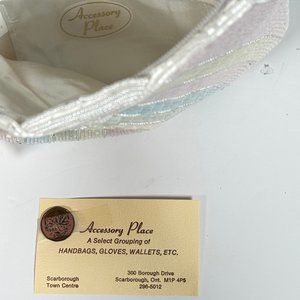 Accessory
Place
Accessory Place
A Select Grouping of
HANDBAGS, GLOVES, WALLETS, ETC.
Scarborough
Town Centre
300 Borough Drive
Scarborough, Ont. M1P 4P5
296-6012